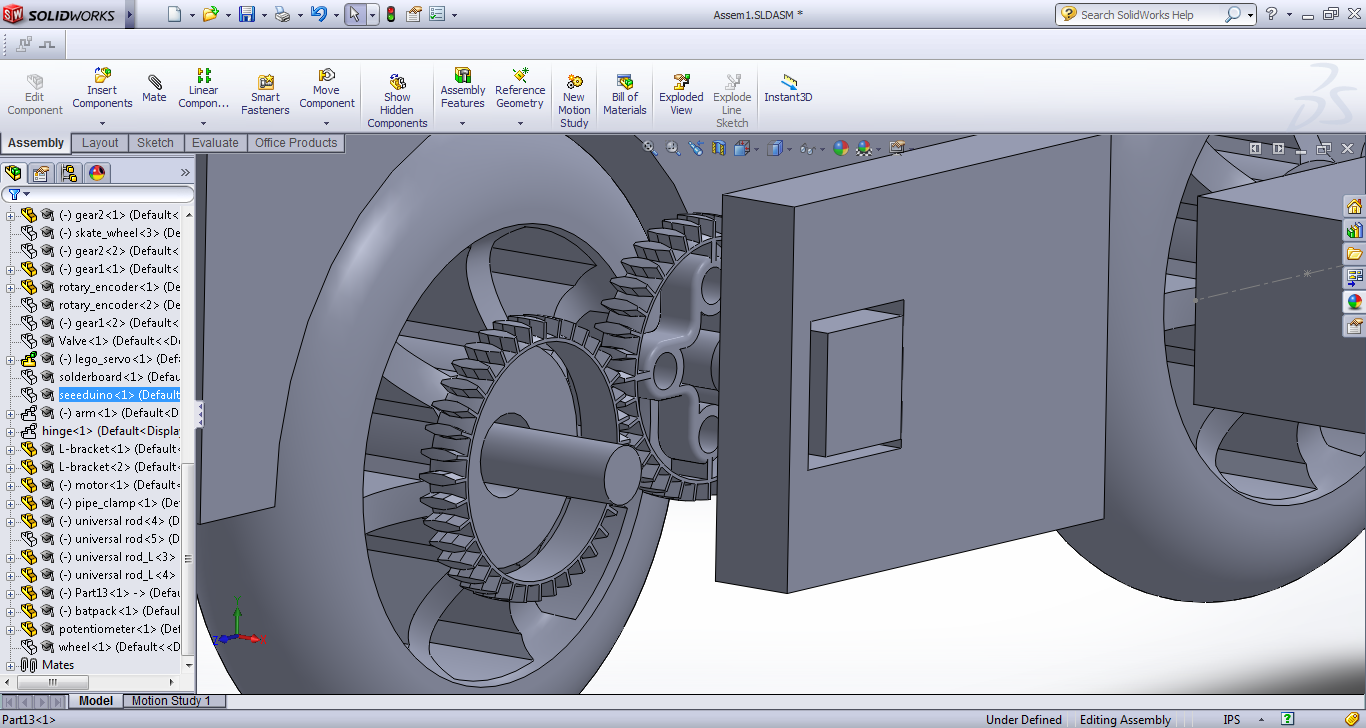 SOLIDWORKS
Assem1.SLDASM *
Search SolidWorks Help
Edit Component
Insert Components
Mate
Linear Compon...
Smart Fasteners
Move Component
Show Hidden Components
Assembly Features
Reference Geometry
New Motion Study
Bill of Materials
Exploded View
Explode Line Sketch
Instant3D
Assembly
Layout
Sketch
Evaluate
Office Products
(-) gear2<1> (Default<
(-) skate_wheel<3> (De
(-) gear2<2> (Default<
(-) gear1<1> (Default<
rotary_encoder<1> (De
rotary_encoder<2> (De
(-) gear1<2> (Default<
Valve<1> (Default<<D
(-) lego_servo<1> (Defa
solderboard<1> (Defau
seeeduino<1> (Default
(-) arm<1> (Default<D
hinge<1> (Default<Displa
L-bracket<1> (Default<
L-bracket<2> (Default<
(-) motor<1> (Default<
(-) pipe_clamp<1> (Def
(-) universal rod<4> (D
(-) universal rod<5> (D
(-) universal rod_L<3>
(-) universal rod_L<4>
(-) Part13<1> -> (Defau
(-) batpack<1> (Defaul
potentiometer<1> (Def
wheel<1> (Default<<D
Mates
Model
Motion Study 1
Part13<1>
Under Defined
Editing Assembly
IPS